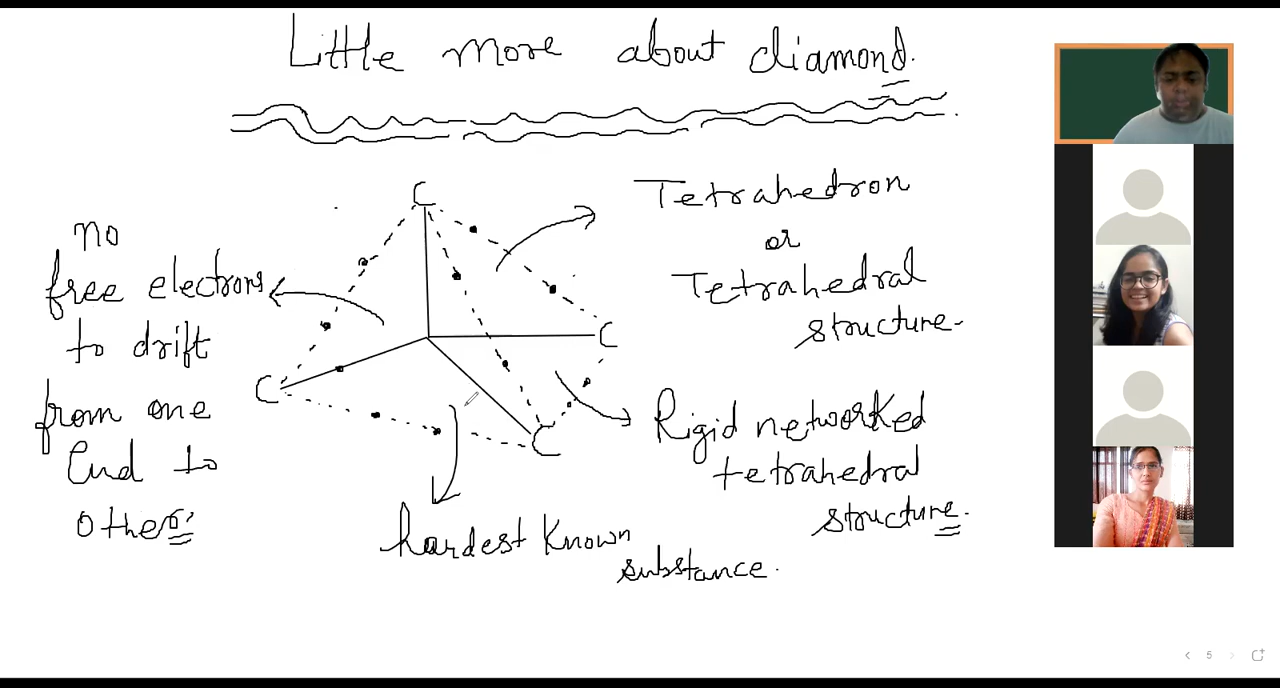 Little more about diamond.
C
no
free electrons
to drift
from one
End to
other:
Tetrahedron
or
Tetrahedral
structure.
C
C
C
Rigid networked
tetrahedral
structure.
hardest known
substance.
5